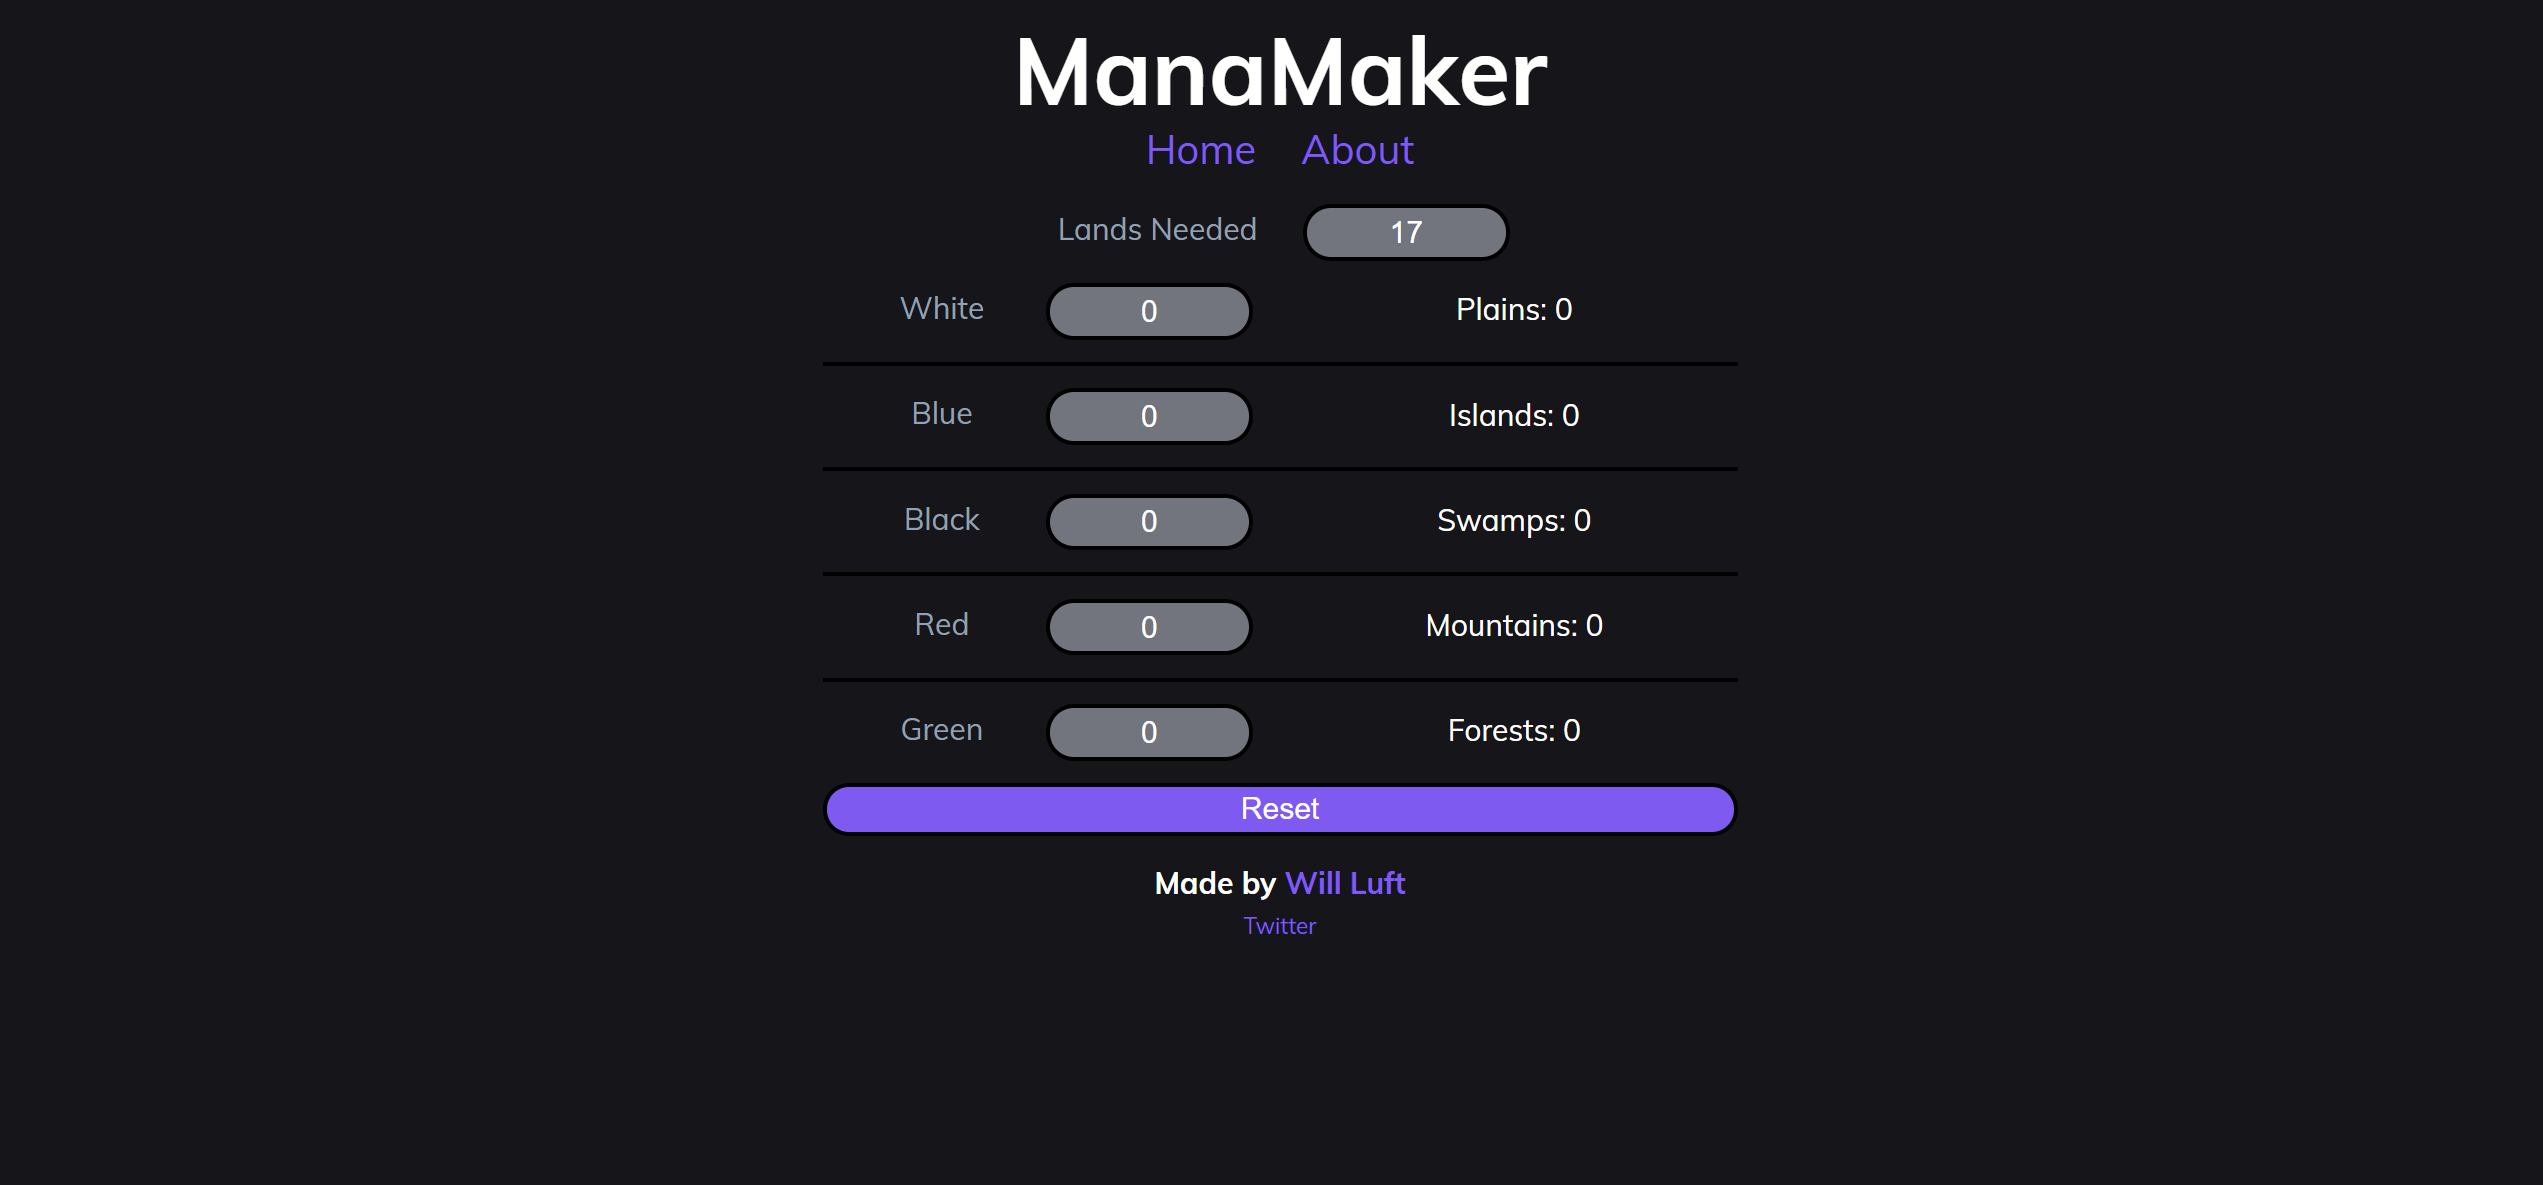 ManaMaker
Home About
Lands Needed 17
White 0 Plains: 0
Blue 0 Islands: 0
Black 0 Swamps: 0
Red 0 Mountains: 0
Green 0 Forests: 0
Reset
Made by Will Luft
Twitter